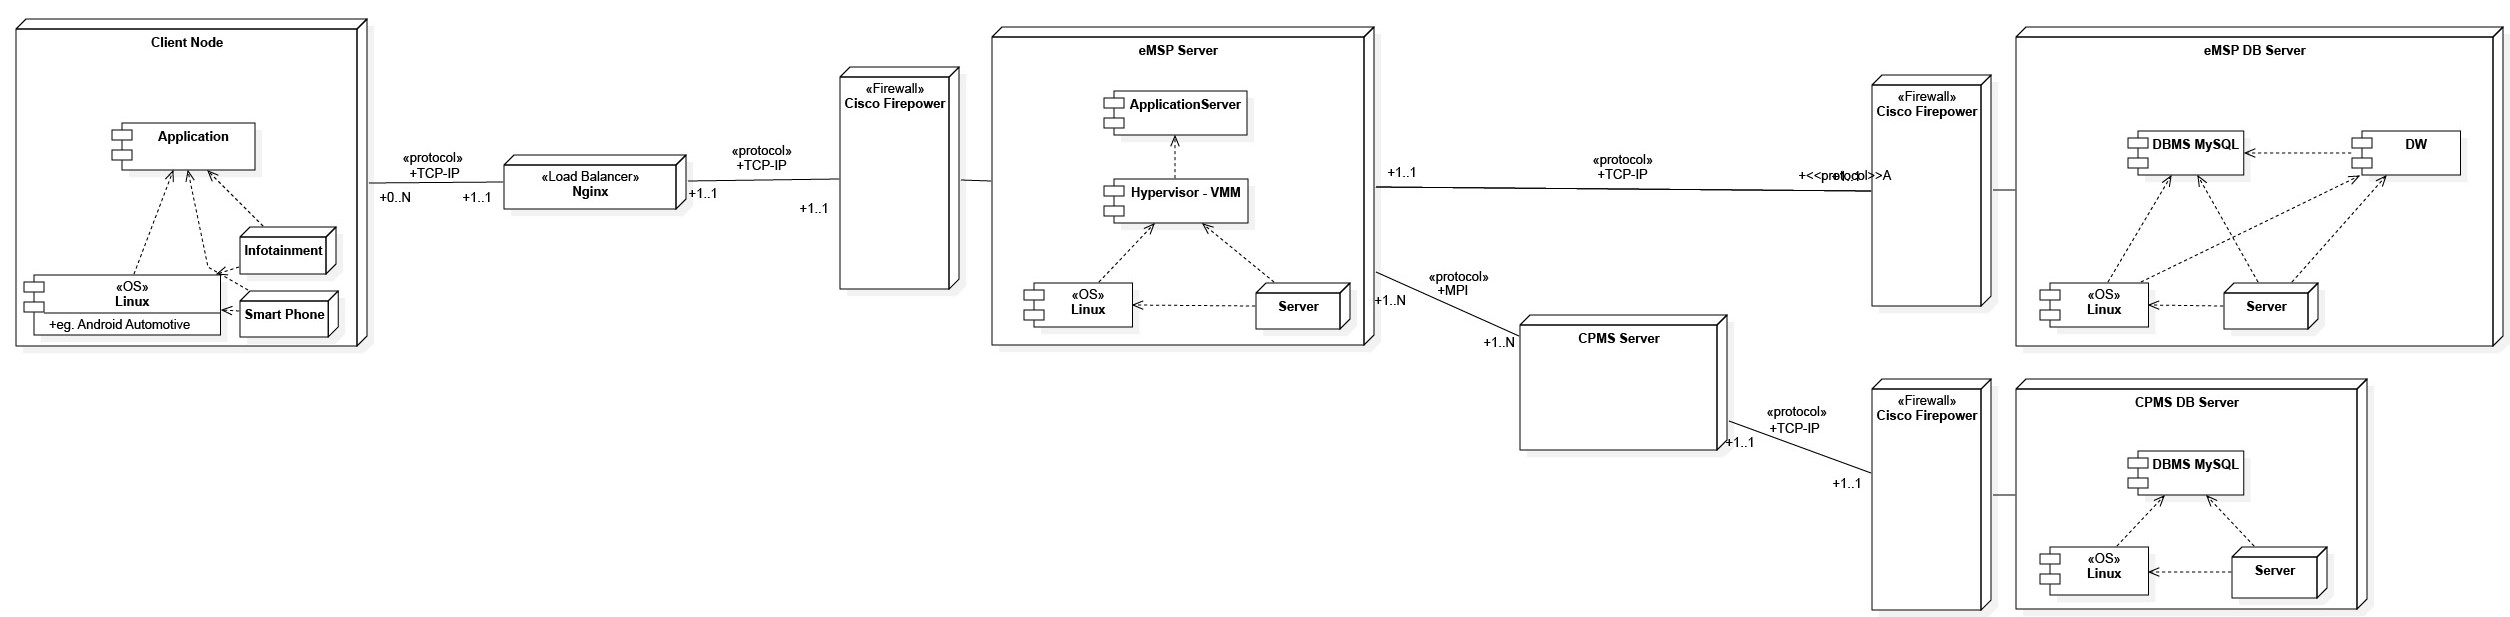 Client Node
Application
Infotainment
«OS»
Linux
+eg. Android Automotive
Smart Phone
«protocol»
+TCP-IP
+0..N
+1..1
«Load Balancer»
Nginx
«protocol»
+TCP-IP
+1..1
+1..1
«Firewall»
Cisco Firepower
eMSP Server
ApplicationServer
Hypervisor - VMM
«OS»
Linux
Server
+1..1
«protocol»
+TCP-IP
+<<protocol>>A
+1..1
«Firewall»
Cisco Firepower
eMSP DB Server
DBMS MySQL
DW
«OS»
Linux
Server
«protocol»
+MPI
+1..N
+1..N
CPMS Server
«protocol»
+TCP-IP
+1..1
+1..1
«Firewall»
Cisco Firepower
CPMS DB Server
DBMS MySQL
«OS»
Linux
Server